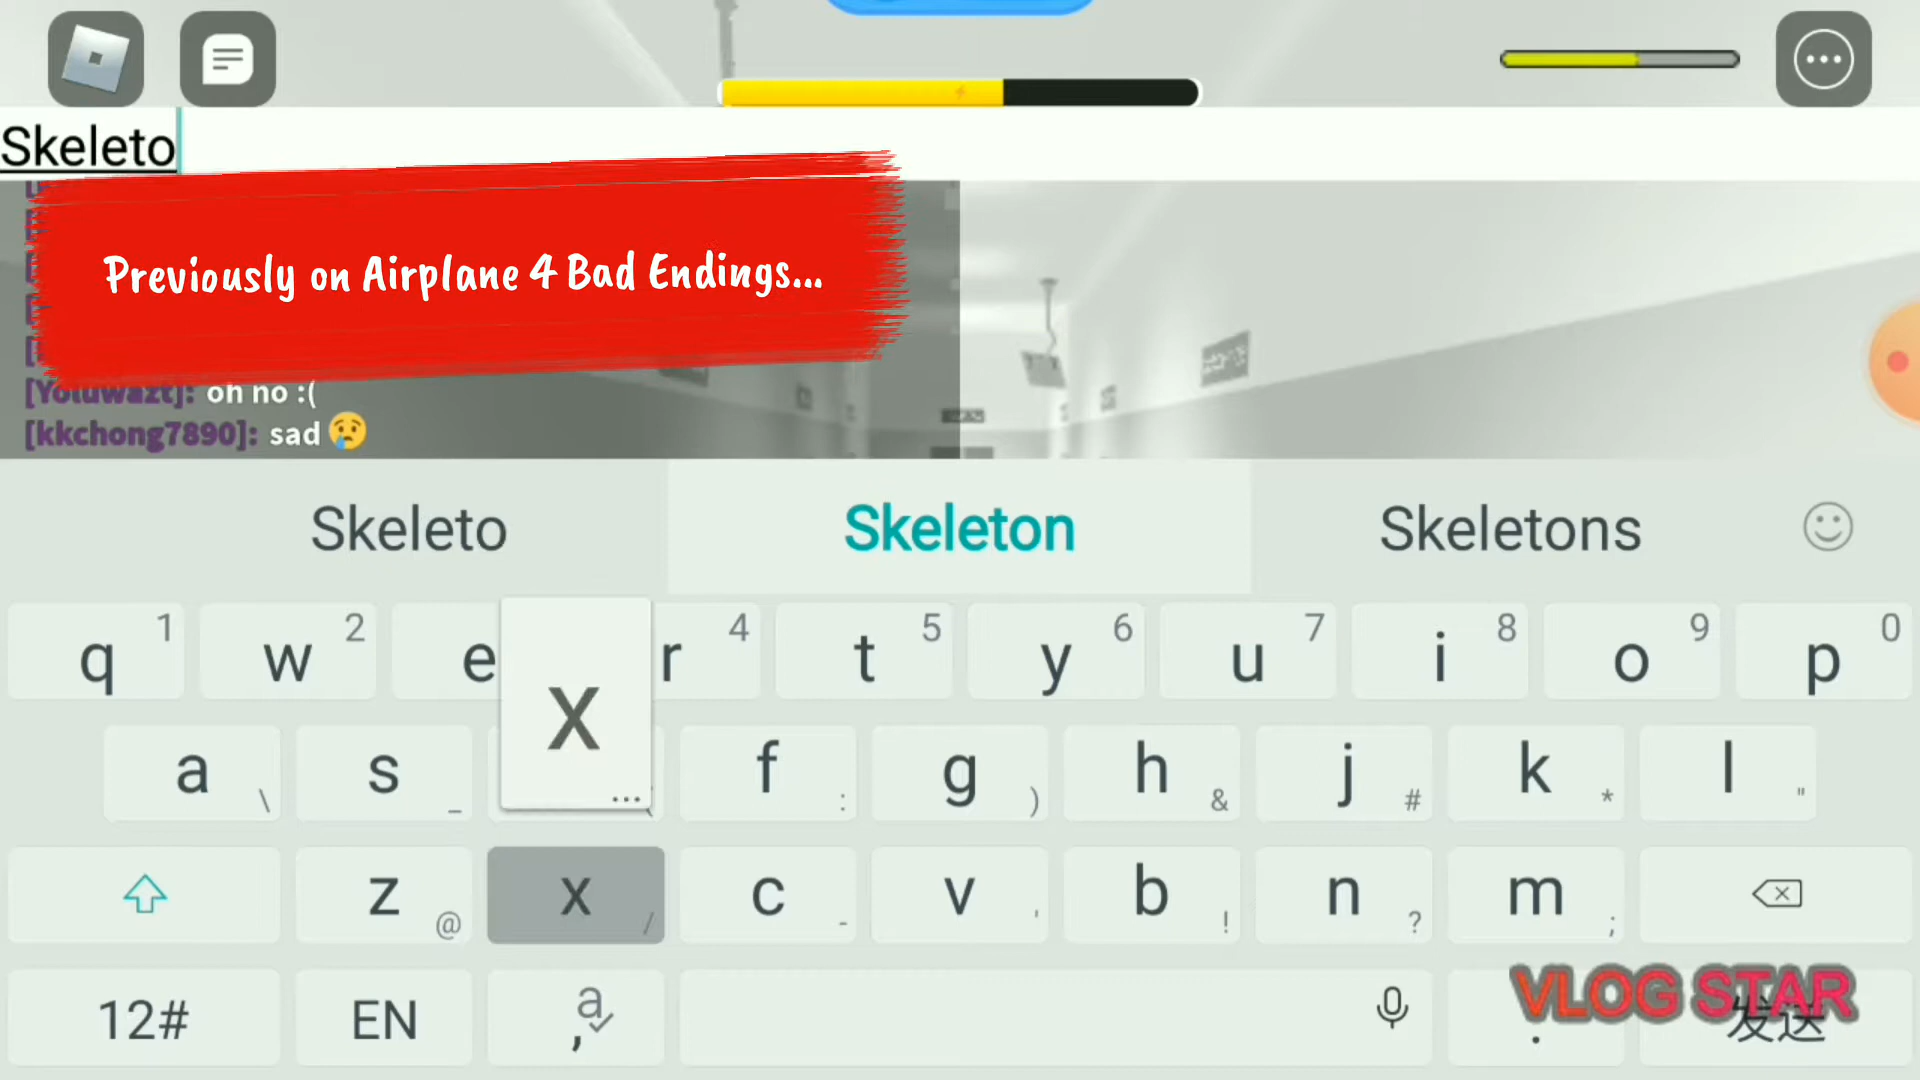 Skeleto
Previously on Airplane 4 Bad Endings...
[Yoluwazt]: oh no :(
[kkchong7890]: sad 😢
Skeleto Skeleton Skeletons
q 1 w 2 e r 4 t 5 y 6 u 7 i 8 o 9 p 0
X ...
a \ s _ f : g ) h & j # k * l "
z @ x / c - v ' b ! n ? m ;
12# EN a , . 发送
VLOG STAR